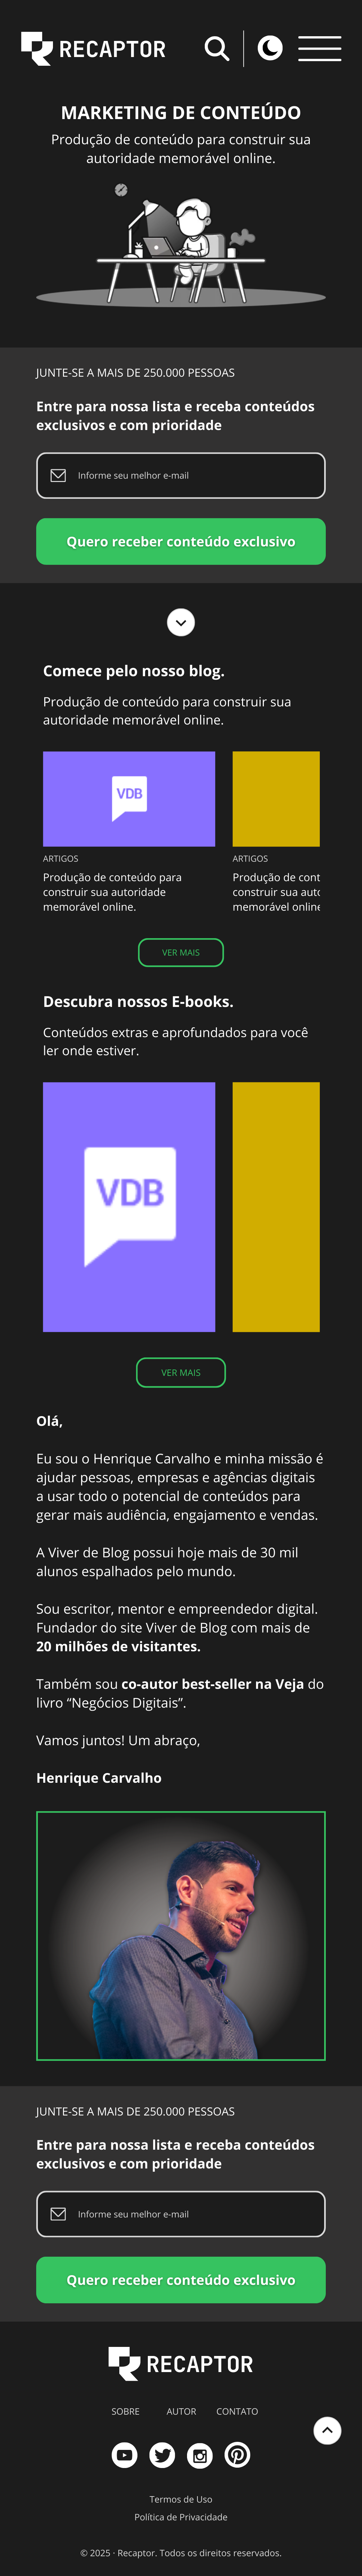 RECAPTOR
MARKETING DE CONTEÚDO
Produção de conteúdo para construir sua
autoridade memorável online.
JUNTE-SE A MAIS DE 250.000 PESSOAS
Entre para nossa lista e receba conteúdos
exclusivos e com prioridade
Informe seu melhor e-mail
Quero receber conteúdo exclusivo
Comece pelo nosso blog.
Produção de conteúdo para construir sua
autoridade memorável online.
VDB
ARTIGOS
Produção de conteúdo para
construir sua autoridade
memorável online.
ARTIGOS
Produção de cont
construir sua auto
memorável online
VER MAIS
Descubra nossos E-books.
Conteúdos extras e aprofundados para você
ler onde estiver.
VDB
VER MAIS
Olá,
Eu sou o Henrique Carvalho e minha missão é
ajudar pessoas, empresas e agências digitais
a usar todo o potencial de conteúdos para
gerar mais audiência, engajamento e vendas.
A Viver de Blog possui hoje mais de 30 mil
alunos espalhados pelo mundo.
Sou escritor, mentor e empreendedor digital.
Fundador do site Viver de Blog com mais de
20 milhões de visitantes.
Também sou co-autor best-seller na Veja do
livro “Negócios Digitais”.
Vamos juntos! Um abraço,
Henrique Carvalho
JUNTE-SE A MAIS DE 250.000 PESSOAS
Entre para nossa lista e receba conteúdos
exclusivos e com prioridade
Informe seu melhor e-mail
Quero receber conteúdo exclusivo
RECAPTOR
SOBRE AUTOR CONTATO
Termos de Uso
Política de Privacidade
© 2025 · Recaptor. Todos os direitos reservados.